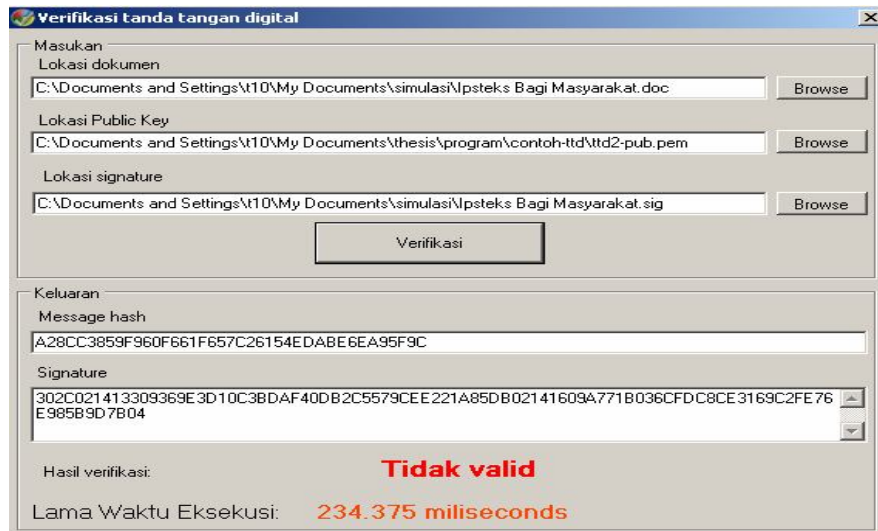 Verifikasi tanda tangan digital
Masukan
Lokasi dokumen
C:\Documents and Settings\t10\My Documents\simulasi\Ipsteks Bagi Masyarakat.doc
Browse
Lokasi Public Key
C:\Documents and Settings\t10\My Documents\thesis\program\contoh-ttd\ttd2-pub.pem
Browse
Lokasi signature
C:\Documents and Settings\t10\My Documents\simulasi\Ipsteks Bagi Masyarakat.sig
Browse
Verifikasi
Keluaran
Message hash
A28CC3859F960F661F657C26154EDABE6EA95F9C
Signature
302C021413309369E3D10C3BDAF40DB2C5579CEE221A85DB02141609A771B036CFDC8CE3169C2FE76
E985B9D7B04
Hasil verifikasi: Tidak valid
Lama Waktu Eksekusi: 234.375 miliseconds